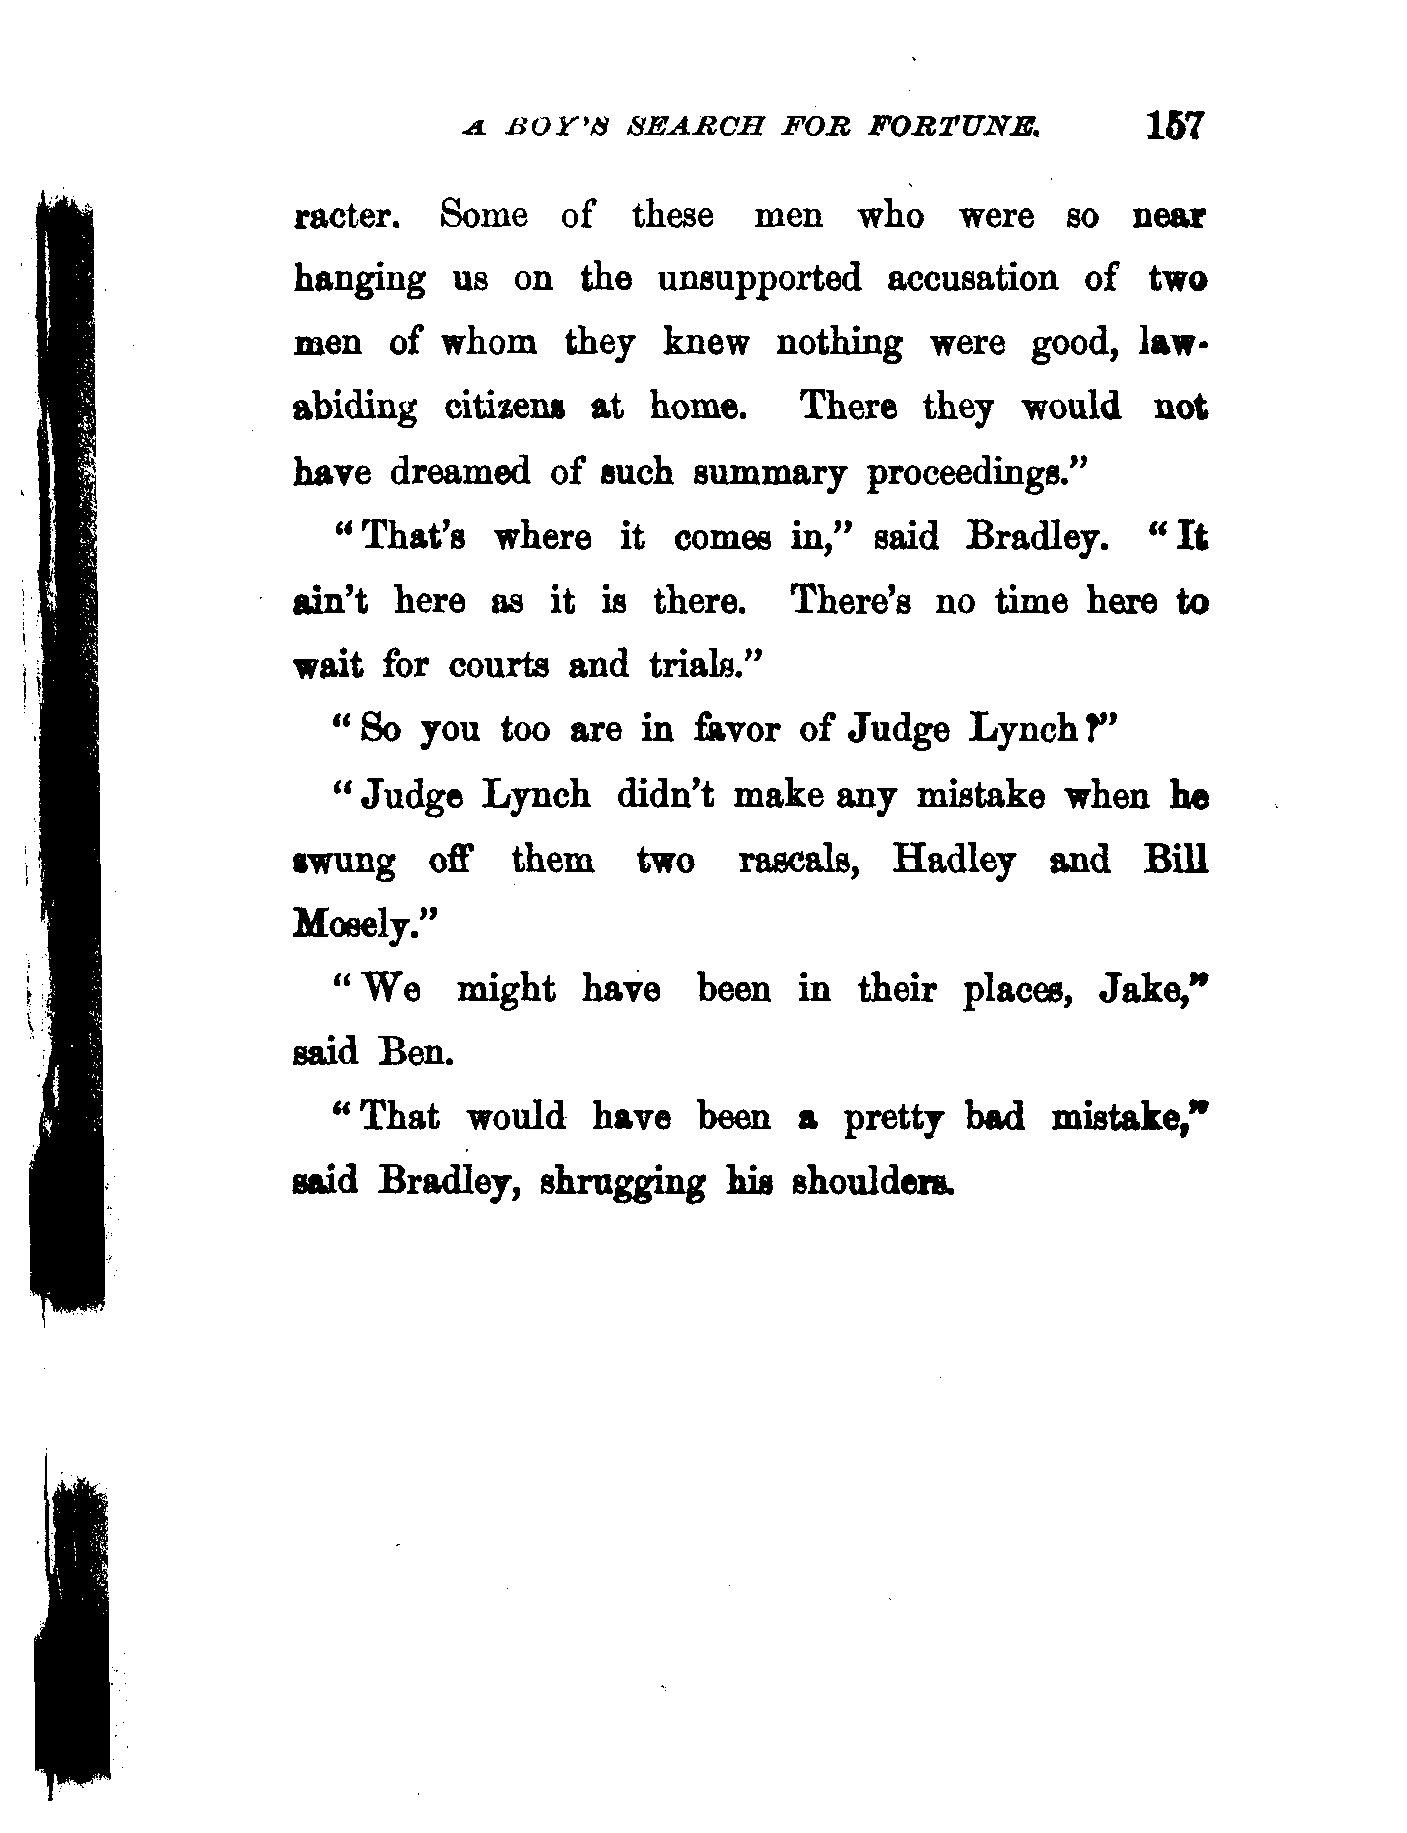 A BOY'S SEARCH FOR FORTUNE. 157
racter. Some of these men who were so near
hanging us on the unsupported accusation of two
men of whom they knew nothing were good, law-
abiding citizens at home. There they would not
have dreamed of such summary proceedings."
"That's where it comes in," said Bradley. "It
ain't here as it is there. There's no time here to
wait for courts and trials."
"So you too are in favor of Judge Lynch?"
"Judge Lynch didn't make any mistake when he
swung off them two rascals, Hadley and Bill
Mosely."
"We might have been in their places, Jake,"
said Ben.
"That would have been a pretty bad mistake,"
said Bradley, shrugging his shoulders.